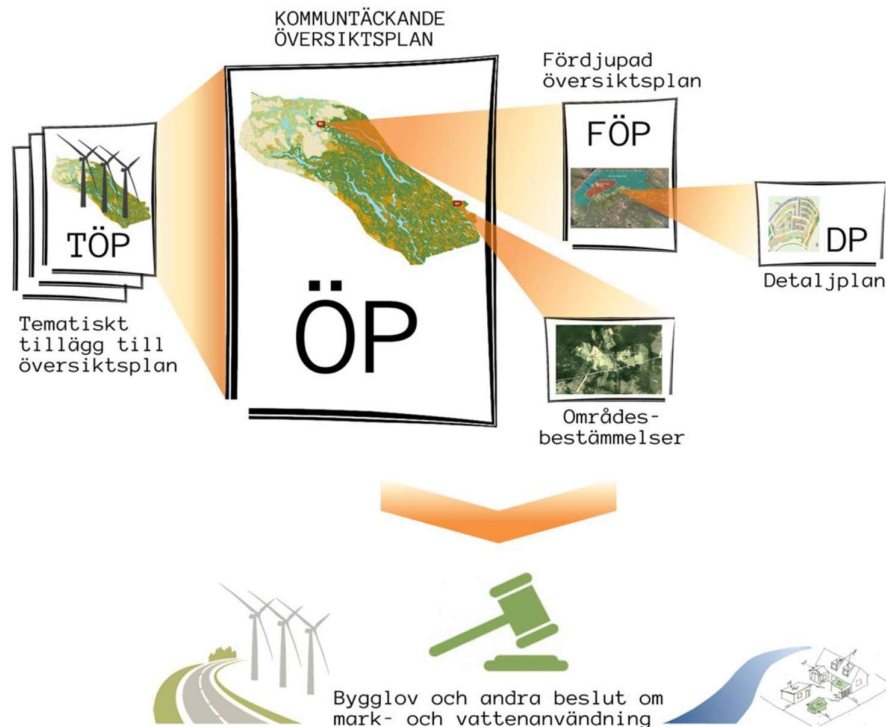 KOMMUNTÄCKANDE
ÖVERSIKTSPLAN
TÖP
Tematiskt
tillägg till
översiktsplan
ÖP
Fördjupad
översiktsplan
FÖP
DP
Detaljplan
Områdes-
bestämmelser
Bygglov och andra beslut om
mark- och vattenanvändning